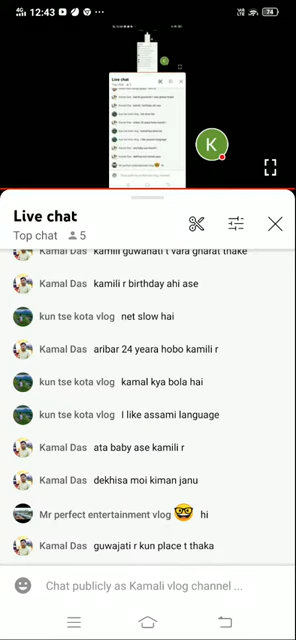 4G 12:43 74
K
Live chat
Top chat 5
Kamal Das kamili guwahati t vara gharat thake
Kamal Das kamili r birthday ahi ase
kun tse kota vlog net slow hai
Kamal Das aribar 24 yeara hobo kamili r
kun tse kota vlog kamal kya bola hai
kun tse kota vlog I like assami language
Kamal Das ata baby ase kamili r
Kamal Das dekhisa moi kiman janu
Mr perfect entertainment vlog 🤓 hi
Kamal Das guwajati r kun place t thaka
Chat publicly as Kamali vlog channel ...